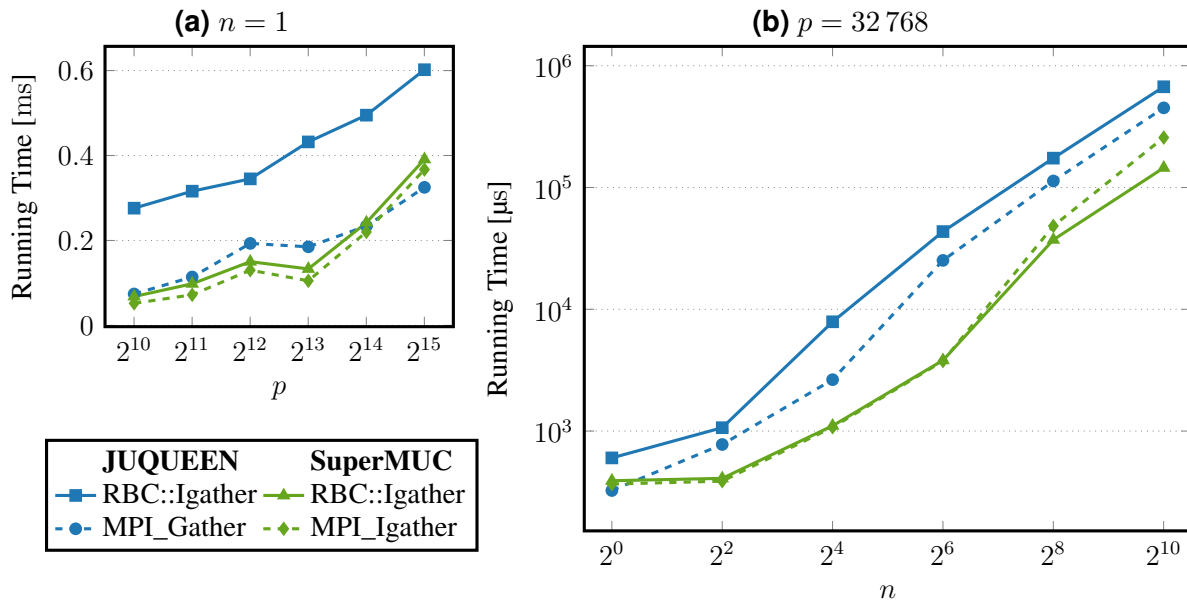 (a) n = 1
Running Time [ms]
0.6
0.4
0.2
0
2^10 2^11 2^12 2^13 2^14 2^15
p
JUQUEEN SuperMUC
RBC::Igather RBC::Igather
MPI_Gather MPI_Igather
(b) p = 32 768
Running Time [µs]
10^6
10^5
10^4
10^3
2^0 2^2 2^4 2^6 2^8 2^10
n